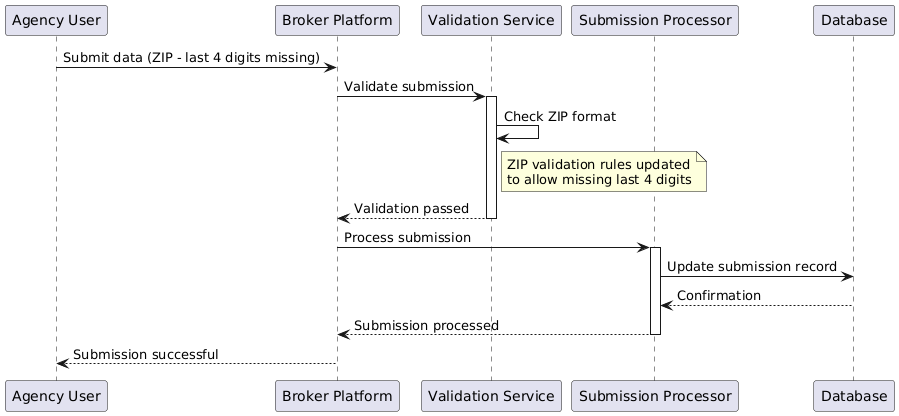 Agency User
Broker Platform
Validation Service
Submission Processor
Database
Submit data (ZIP - last 4 digits missing)
Validate submission
Check ZIP format
ZIP validation rules updated
to allow missing last 4 digits
Validation passed
Process submission
Update submission record
Confirmation
Submission processed
Submission successful
Agency User
Broker Platform
Validation Service
Submission Processor
Database